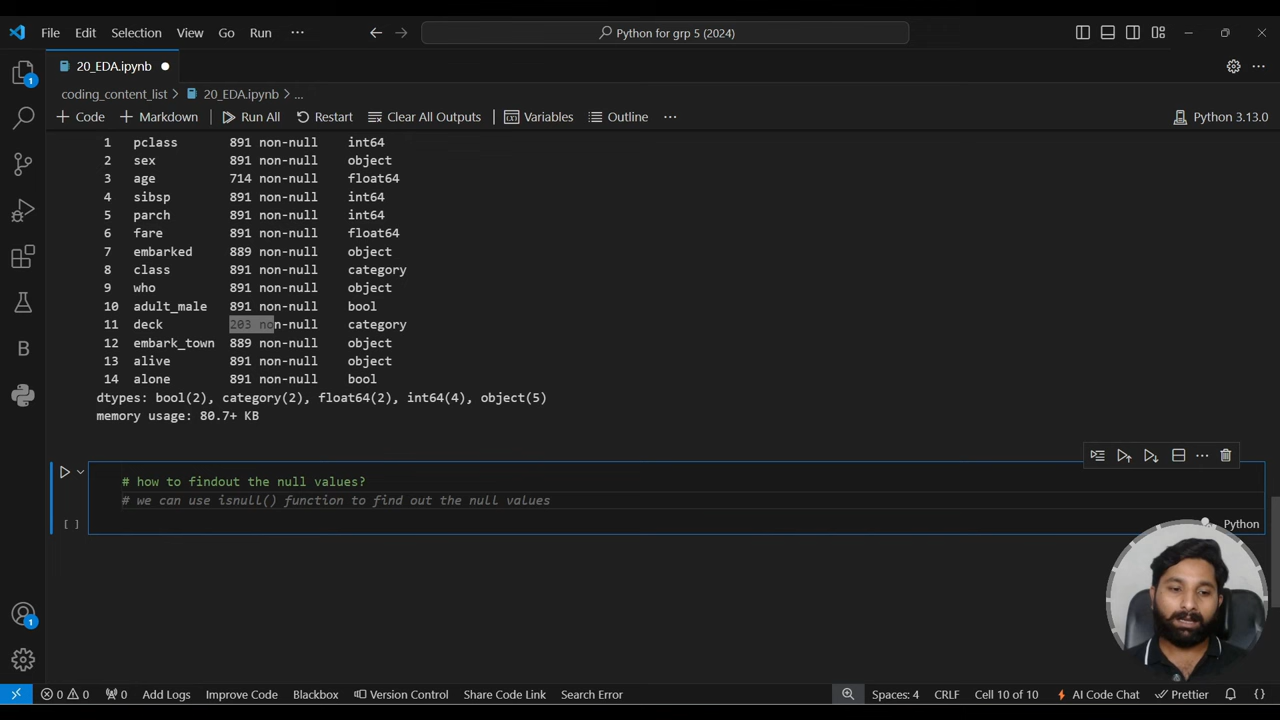 File Edit Selection View Go Run ··· Python for grp 5 (2024)
20_EDA.ipynb
coding_content_list > 20_EDA.ipynb > ...
+ Code + Markdown Run All Restart Clear All Outputs Variables Outline ··· Python 3.13.0
1 pclass 891 non-null int64
2 sex 891 non-null object
3 age 714 non-null float64
4 sibsp 891 non-null int64
5 parch 891 non-null int64
6 fare 891 non-null float64
7 embarked 889 non-null object
8 class 891 non-null category
9 who 891 non-null object
10 adult_male 891 non-null bool
11 deck 203 non-null category
12 embark_town 889 non-null object
13 alive 891 non-null object
14 alone 891 non-null bool
dtypes: bool(2), category(2), float64(2), int64(4), object(5)
memory usage: 80.7+ KB
# how to findout the null values?
# we can use isnull() function to find out the null values
[ ] Python
B
1
1
0 0 0 Add Logs Improve Code Blackbox Version Control Share Code Link Search Error Spaces: 4 CRLF Cell 10 of 10 AI Code Chat Prettier {}